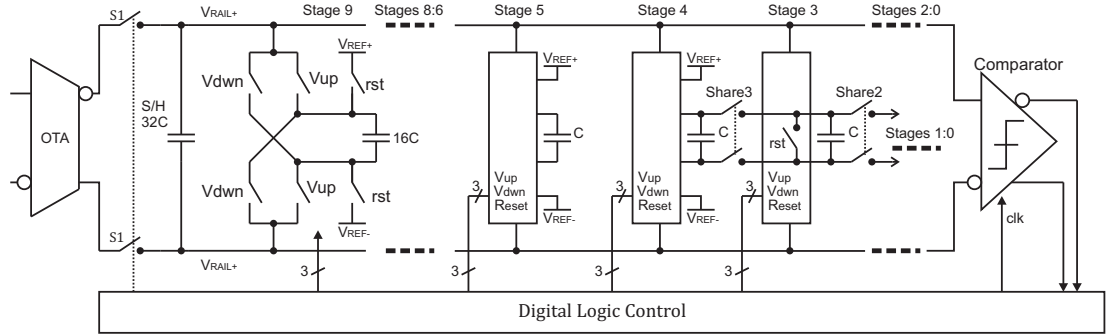 S1 VRAIL+ Stage 9 Stages 8:6 Stage 5 Stage 4 Stage 3 Stages 2:0
VREF+ VREF+ VREF+ Comparator
Vdwn Vup rst Share3 Share2
S/H
32C
OTA 16C C C rst C Stages 1:0
Vdwn Vup rst
Vup Vup Vup
3 Vdwn 3 Vdwn 3 Vdwn
Reset Reset Reset
S1 VREF- VREF- VREF- clk
VRAIL+
3 3 3 3
Digital Logic Control